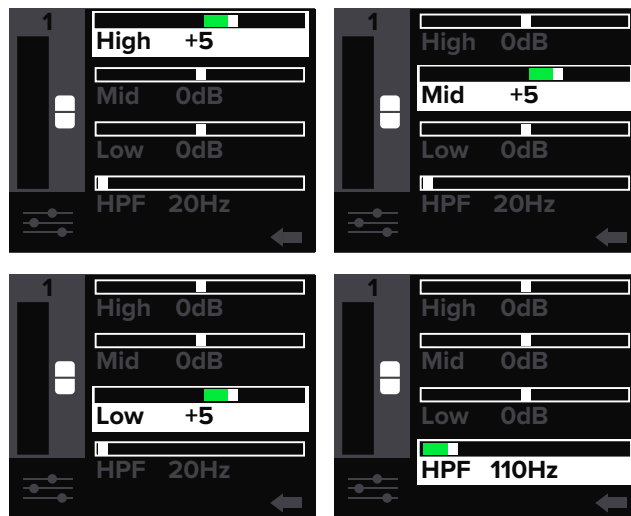 1
High +5
Mid 0dB
Low 0dB
HPF 20Hz
1
High 0dB
Mid +5
Low 0dB
HPF 20Hz
1
High 0dB
Mid 0dB
Low +5
HPF 20Hz
1
High 0dB
Mid 0dB
Low 0dB
HPF 110Hz